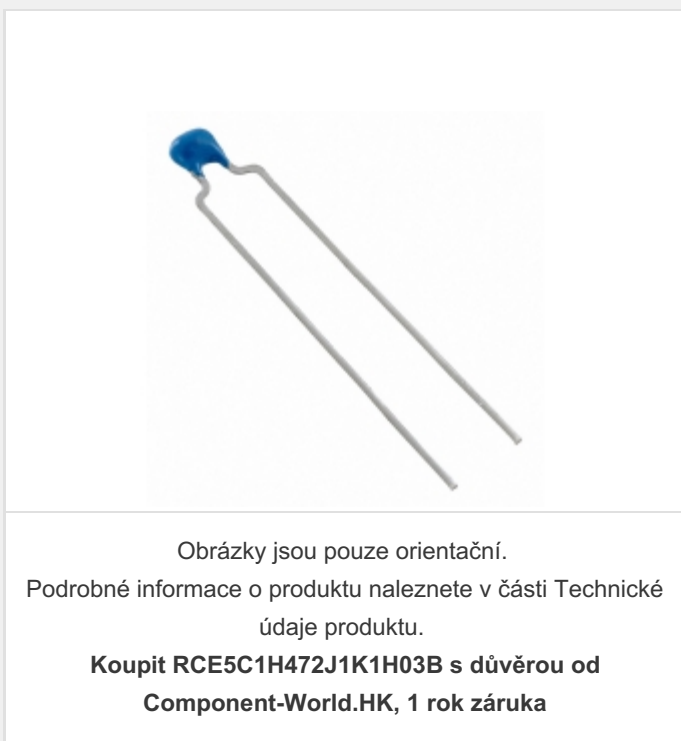 Obrázky jsou pouze orientační.
Podrobné informace o produktu naleznete v části Technické
údaje produktu.
Koupit RCE5C1H472J1K1H03B s důvěrou od
Component-World.HK, 1 rok záruka